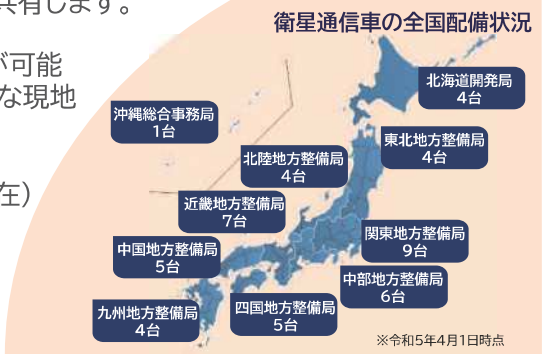 共有します。
が可能
な現地
在）
衛星通信車の全国配備状況
北海道開発局
4台
沖縄総合事務局
1台
東北地方整備局
4台
北陸地方整備局
4台
近畿地方整備局
7台
関東地方整備局
9台
中国地方整備局
5台
中部地方整備局
6台
九州地方整備局
4台
四国地方整備局
5台
※令和5年4月1日時点